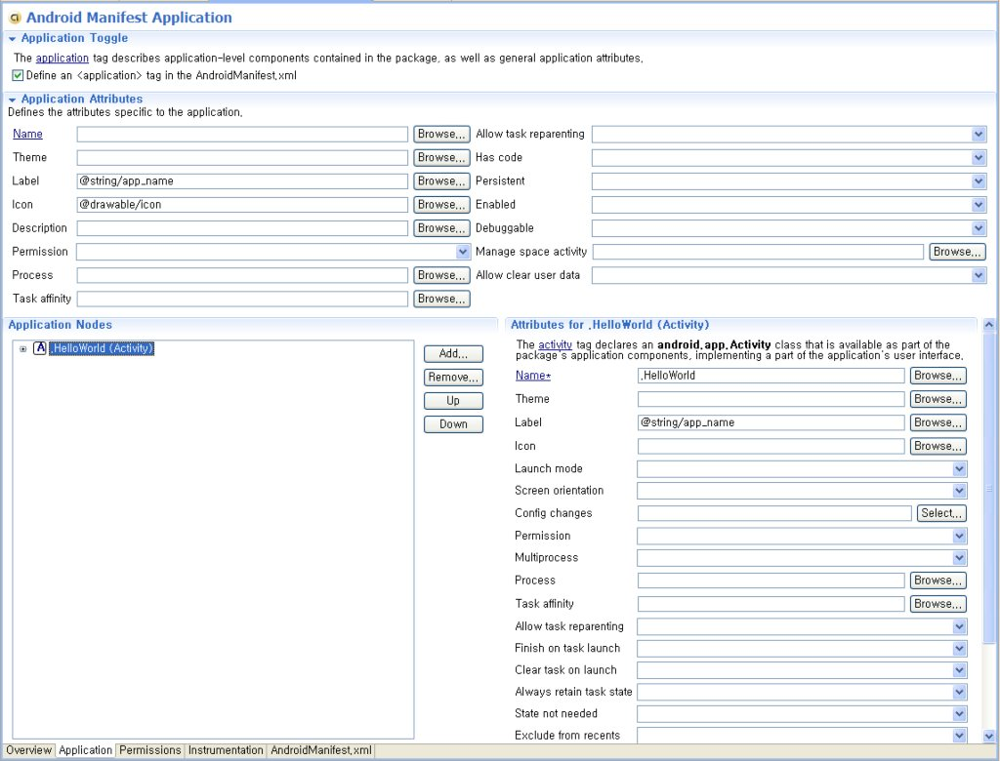 Android Manifest Application
Application Toggle
The application tag describes application-level components contained in the package, as well as general application attributes.
Define an <application> tag in the AndroidManifest.xml
Application Attributes
Defines the attributes specific to the application.
Name Browse... Allow task reparenting
Theme Browse... Has code
Label @string/app_name Browse... Persistent
Icon @drawable/icon Browse... Enabled
Description Browse... Debuggable
Permission Manage space activity Browse...
Process Browse... Allow clear user data
Task affinity Browse...
Application Nodes
A .HelloWorld (Activity)
Add...
Remove...
Up
Down
Attributes for .HelloWorld (Activity)
The activity tag declares an android.app.Activity class that is available as part of the
package's application components, implementing a part of the application's user interface.
Name* .HelloWorld Browse...
Theme Browse...
Label @string/app_name Browse...
Icon Browse...
Launch mode
Screen orientation
Config changes Select...
Permission
Multiprocess
Process Browse...
Task affinity Browse...
Allow task reparenting
Finish on task launch
Clear task on launch
Always retain task state
State not needed
Exclude from recents
Overview Application Permissions Instrumentation AndroidManifest.xml